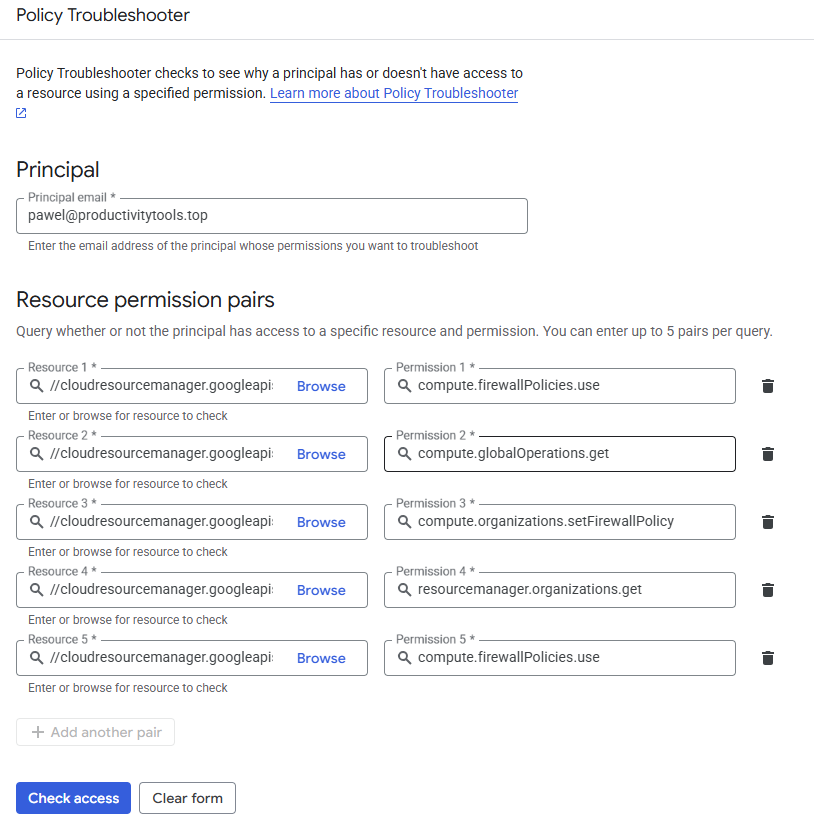 Policy Troubleshooter
Policy Troubleshooter checks to see why a principal has or doesn't have access to
a resource using a specified permission. Learn more about Policy Troubleshooter
Principal
Principal email *
pawel@productivitytools.top
Enter the email address of the principal whose permissions you want to troubleshoot
Resource permission pairs
Query whether or not the principal has access to a specific resource and permission. You can enter up to 5 pairs per query.
Resource 1 * Permission 1 *
//cloudresourcemanager.googleapi: Browse compute.firewallPolicies.use
Enter or browse for resource to check
Resource 2 * Permission 2 *
//cloudresourcemanager.googleapi: Browse compute.globalOperations.get
Enter or browse for resource to check
Resource 3 * Permission 3 *
//cloudresourcemanager.googleapi: Browse compute.organizations.setFirewallPolicy
Enter or browse for resource to check
Resource 4 * Permission 4 *
//cloudresourcemanager.googleapi: Browse resourcemanager.organizations.get
Enter or browse for resource to check
Resource 5 * Permission 5 *
//cloudresourcemanager.googleapi: Browse compute.firewallPolicies.use
Enter or browse for resource to check
+ Add another pair
Check access Clear form